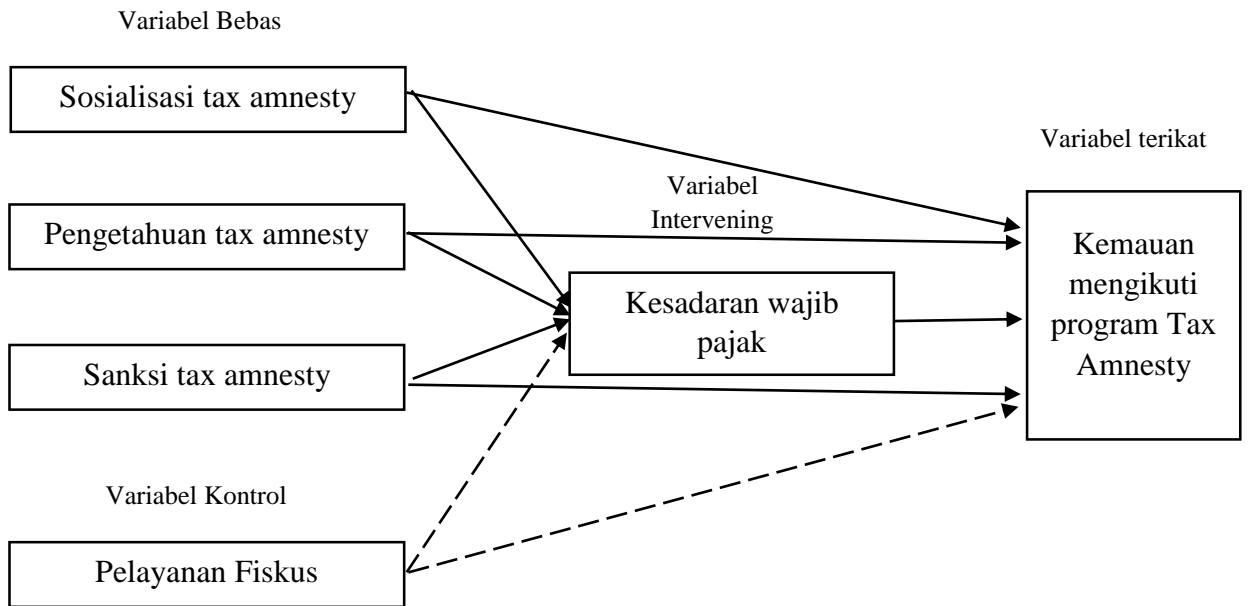 Variabel Bebas
Sosialisasi tax amnesty
Variabel terikat
Variabel
Intervening
Pengetahuan tax amnesty
Kemauan
mengikuti
program Tax
Amnesty
Kesadaran wajib
pajak
Sanksi tax amnesty
Variabel Kontrol
Pelayanan Fiskus